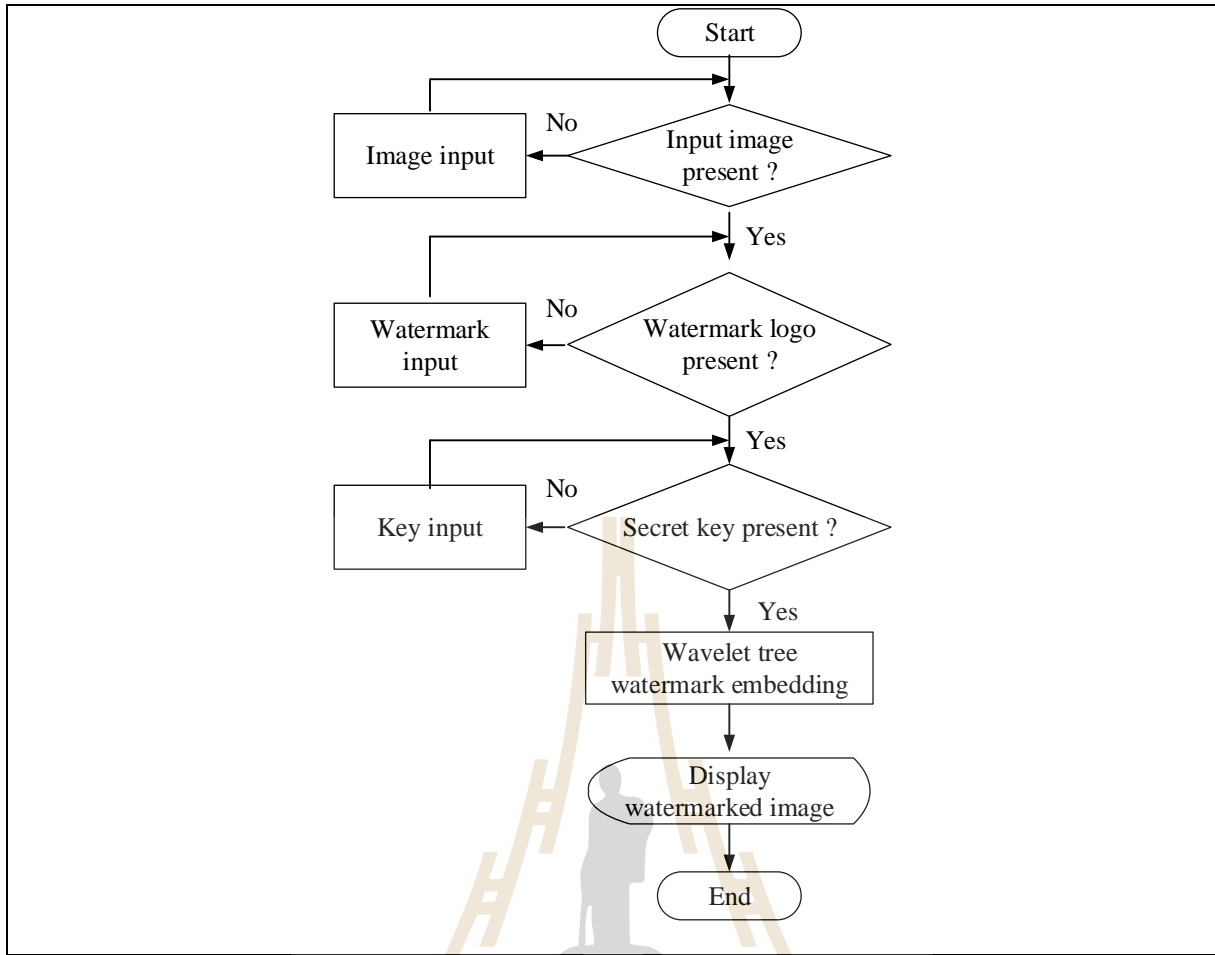 Start
No
Image input
Input image
present ?
Yes
No
Watermark
input
Watermark logo
present ?
Yes
No
Key input
Secret key present ?
Yes
Wavelet tree
watermark embedding
Display
watermarked image
End